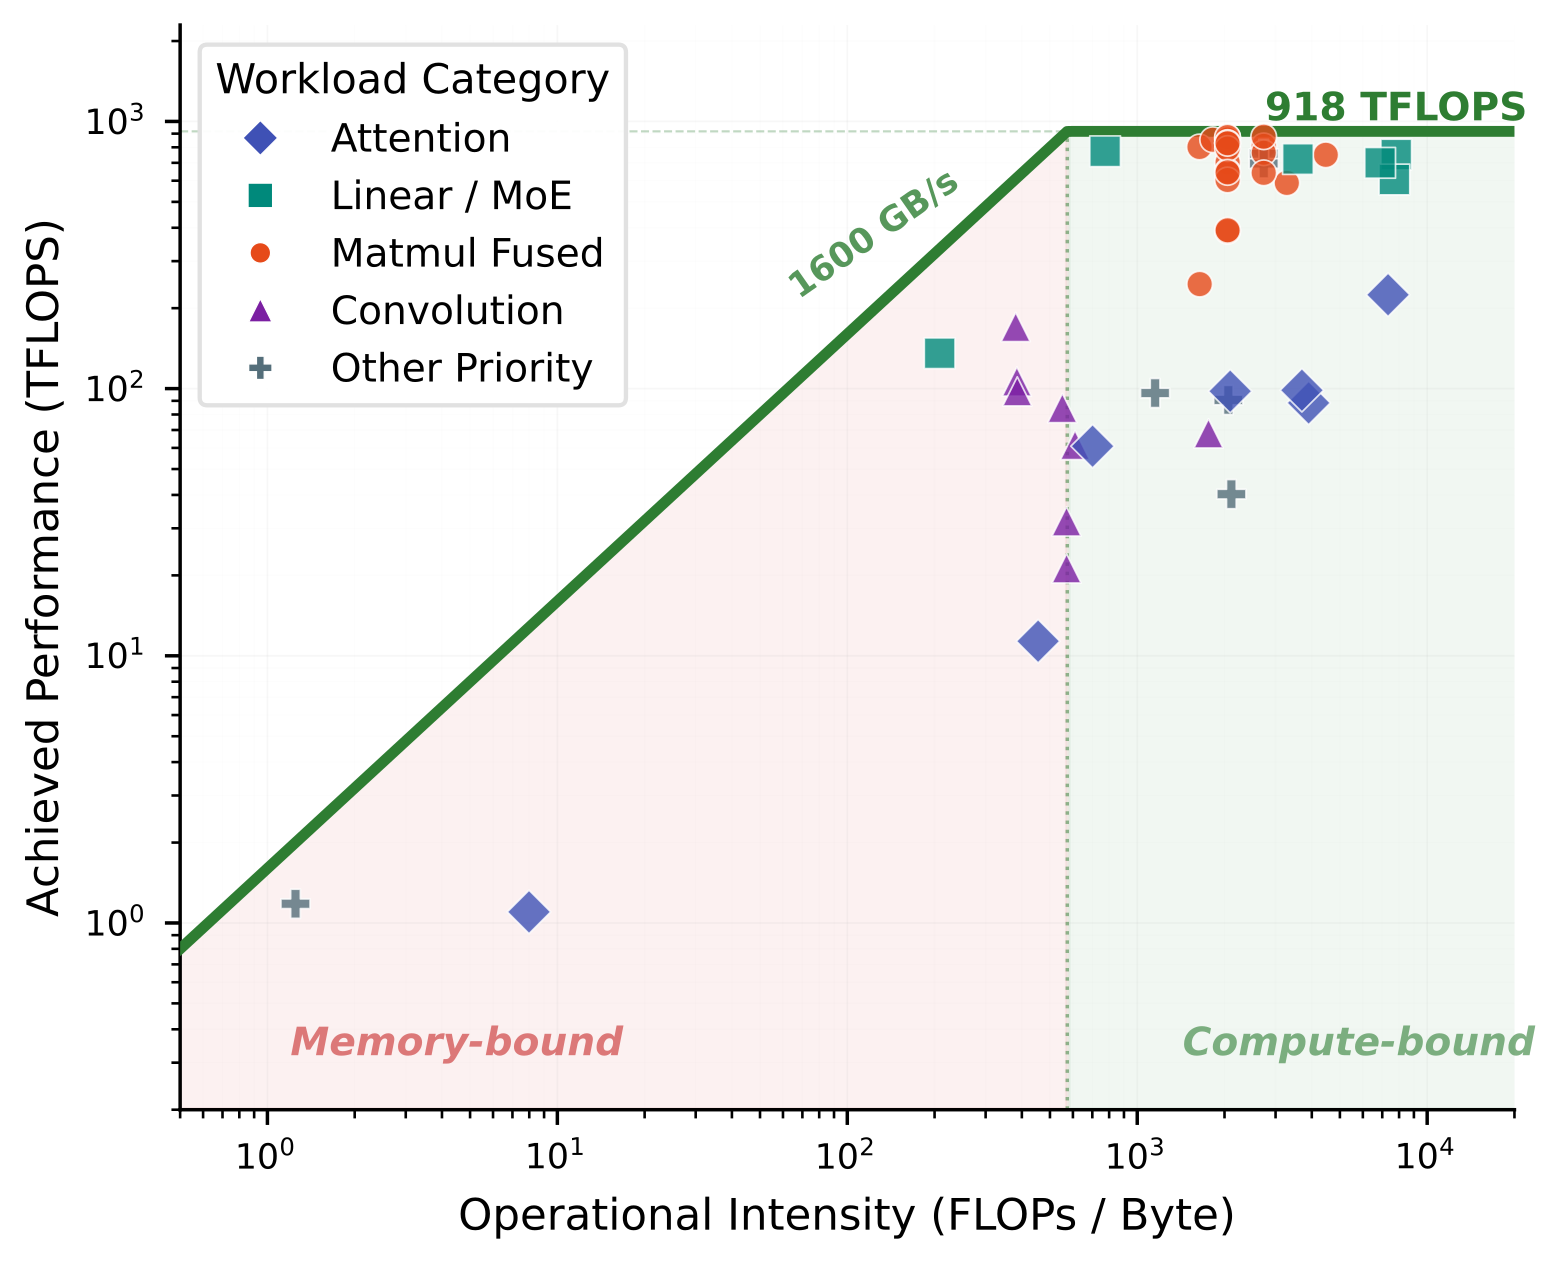 Workload Category
Attention
Linear / MoE
Matmul Fused
Convolution
Other Priority
918 TFLOPS
1600 GB/s
Memory-bound
Compute-bound
Achieved Performance (TFLOPS)
10³
10²
10¹
10⁰
10⁰ 10¹ 10² 10³ 10⁴
Operational Intensity (FLOPs / Byte)